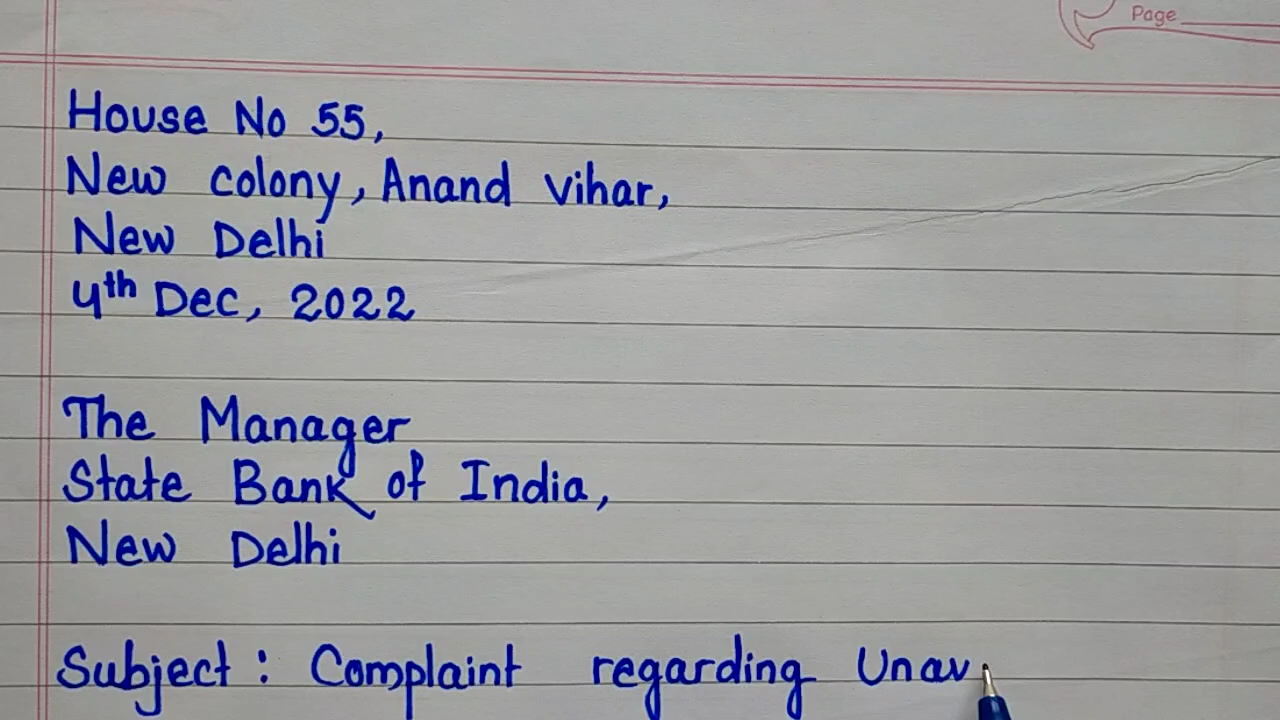 Page
House No 55,
New colony, Anand vihar,
New Delhi
4th Dec, 2022
The Manager
State Bank of India,
New Delhi
Subject : Complaint regarding Unav